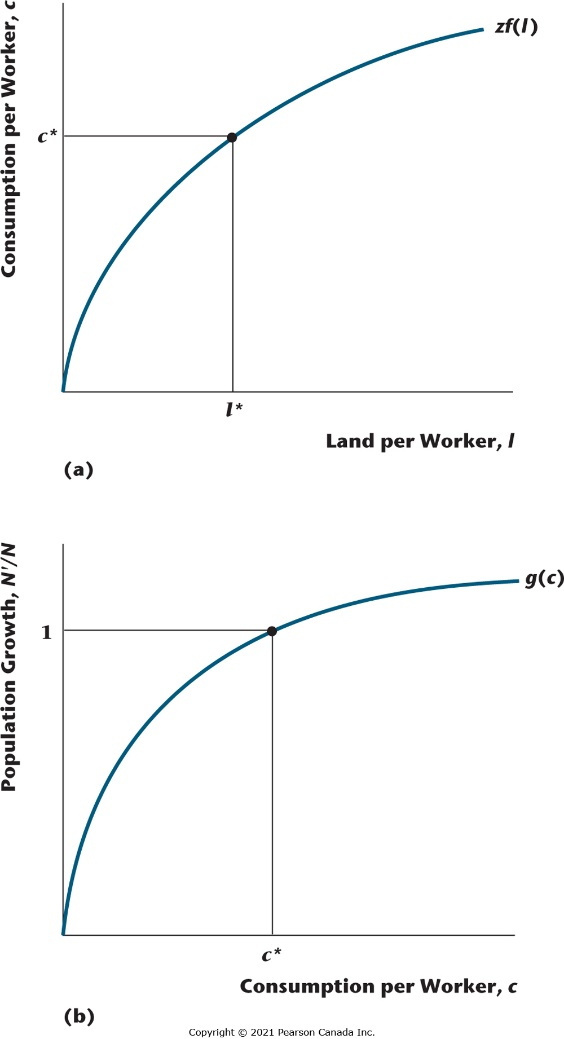 Consumption per Worker, c
zf(l)
c*
l*
Land per Worker, l
(a)
Population Growth, N'/N
g(c)
1
c*
Consumption per Worker, c
(b)
Copyright © 2021 Pearson Canada Inc.